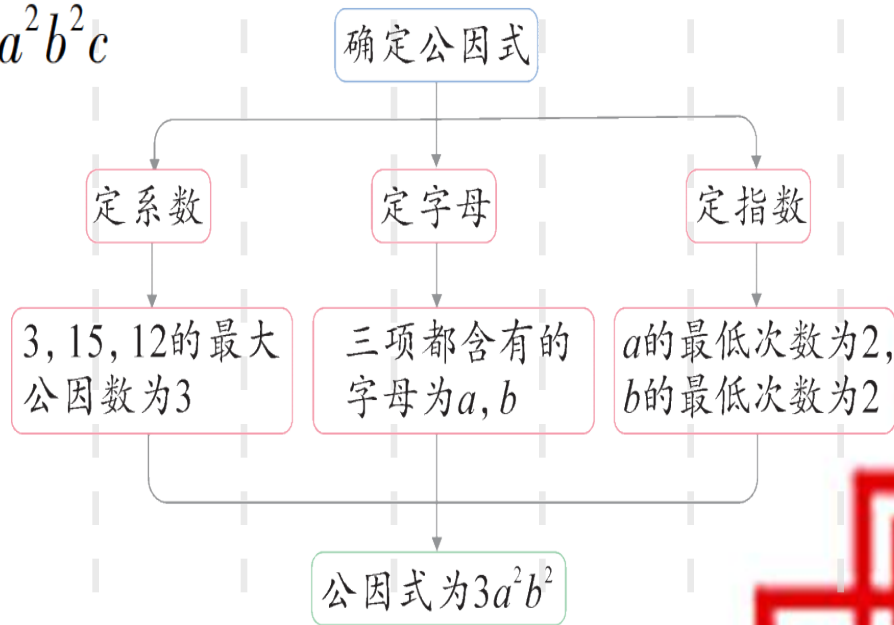 a²b²c
确定公因式
定系数
定字母
定指数
3,15,12的最大
公因数为3
三项都含有的
字母为a,b
a的最低次数为2,
b的最低次数为2
公因式为3a²b²